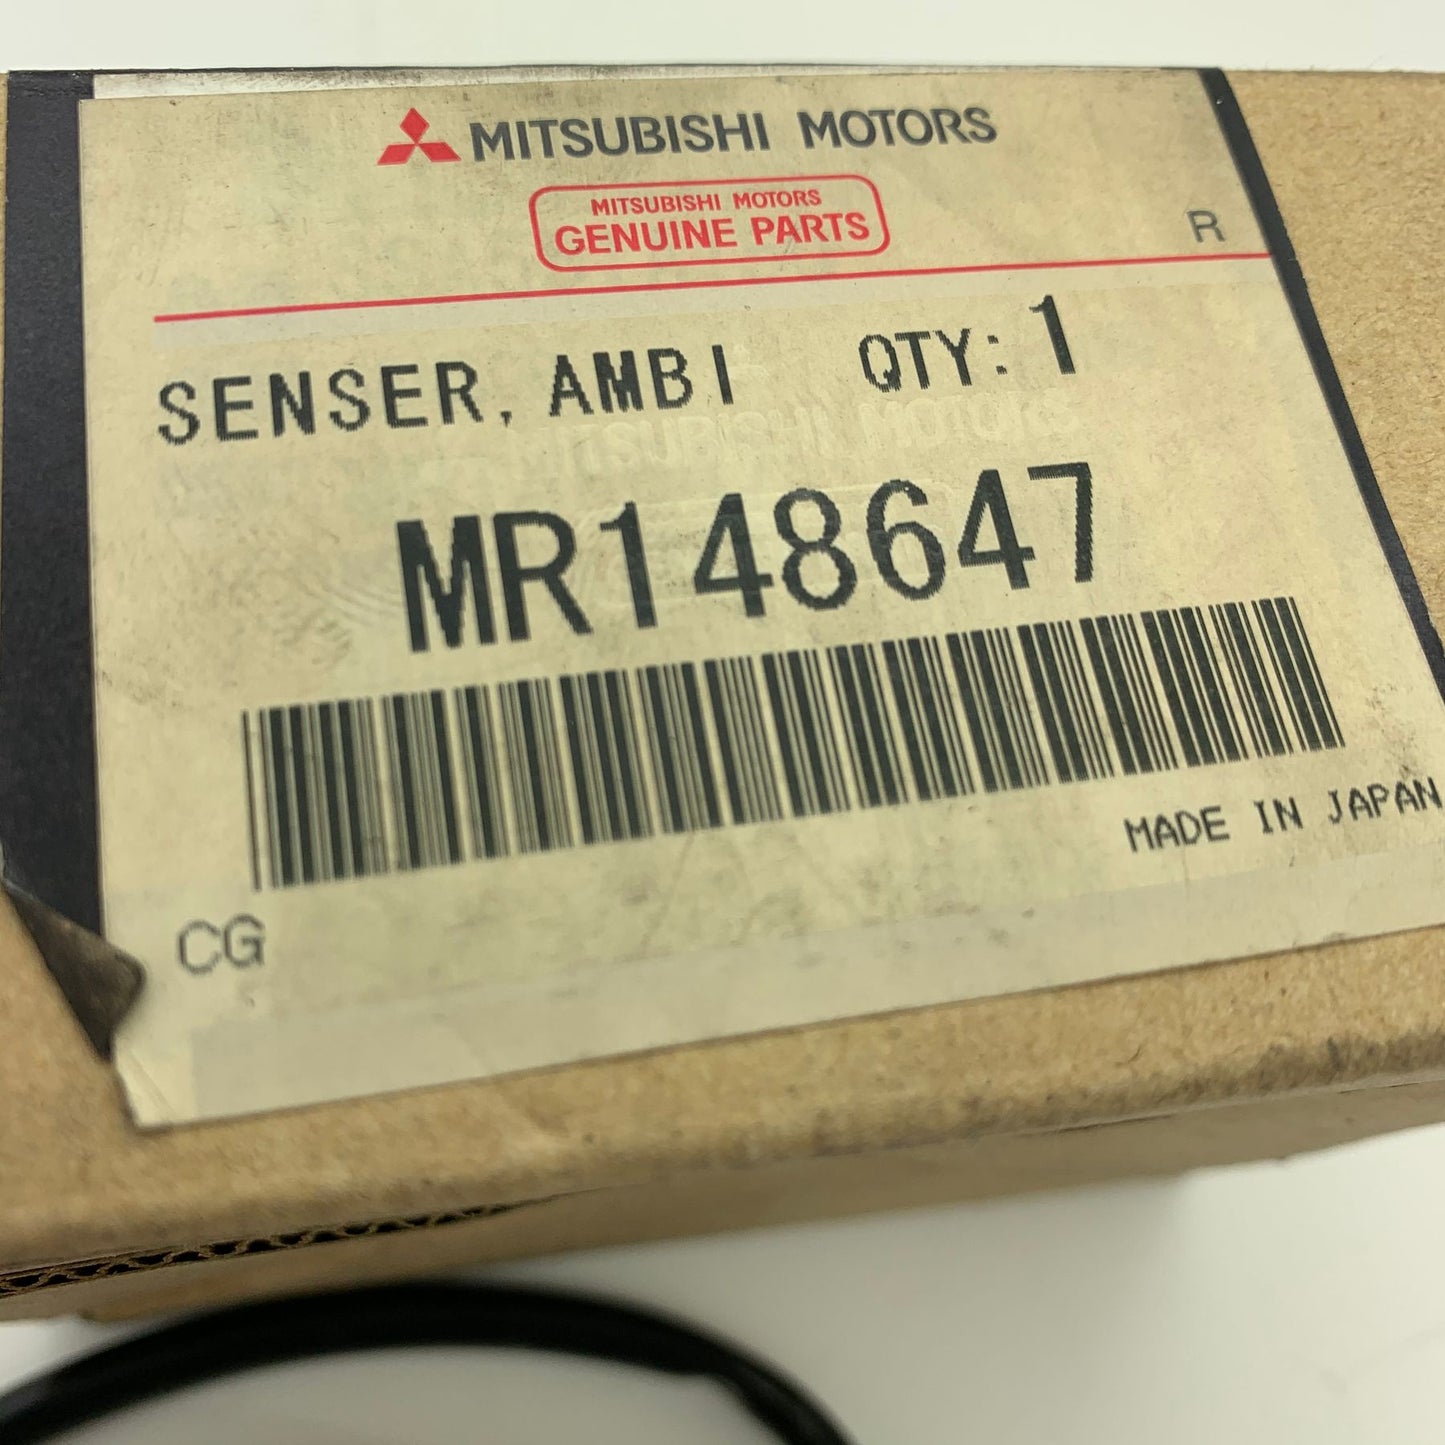 MITSUBISHI MOTORS
MITSUBISHI MOTORS
GENUINE PARTS
R
SENSER, AMBI QTY: 1
MR148647
MADE IN JAPAN
CG